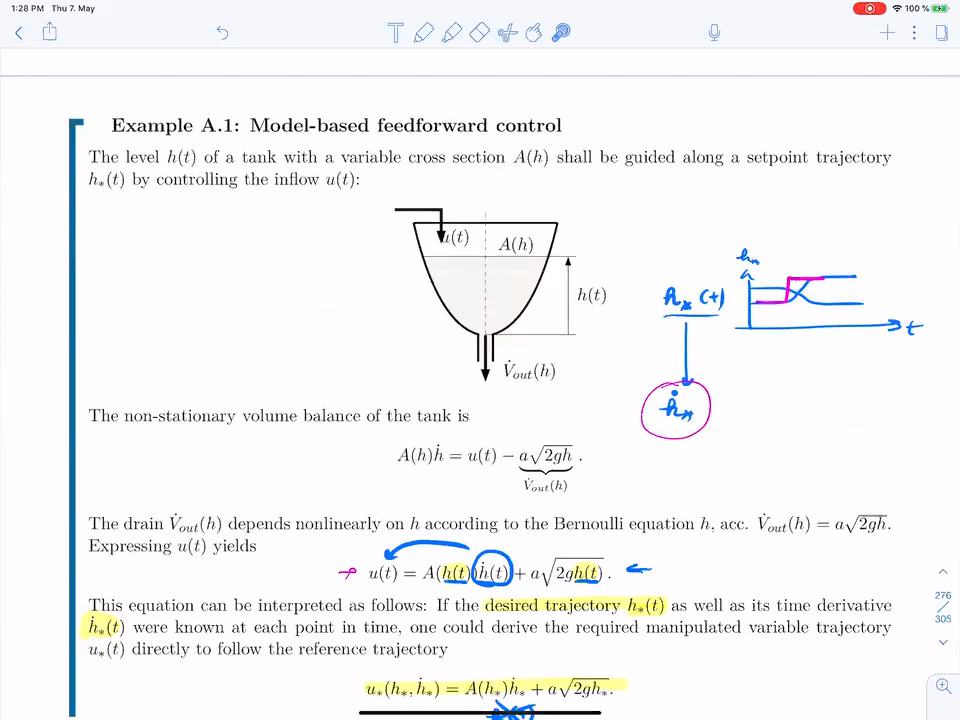 1:28 PM Thu 7. May
100 %
T
Example A.1: Model-based feedforward control
The level h(t) of a tank with a variable cross section A(h) shall be guided along a setpoint trajectory
h∗(t) by controlling the inflow u(t):
u(t)
A(h)
h(t)
V̇out(h)
h∗(t)
h∗
t
ḣ∗
The non-stationary volume balance of the tank is
A(h)ḣ = u(t) − a√2gh .
V̇out(h)
The drain V̇out(h) depends nonlinearly on h according to the Bernoulli equation h, acc. V̇out(h) = a√2gh.
Expressing u(t) yields
u(t) = A(h(t))ḣ(t) + a√2gh(t) .
This equation can be interpreted as follows: If the desired trajectory h∗(t) as well as its time derivative
ḣ∗(t) were known at each point in time, one could derive the required manipulated variable trajectory
u∗(t) directly to follow the reference trajectory
u∗(h∗, ḣ∗) = A(h∗)ḣ∗ + a√2gh∗.
276
305